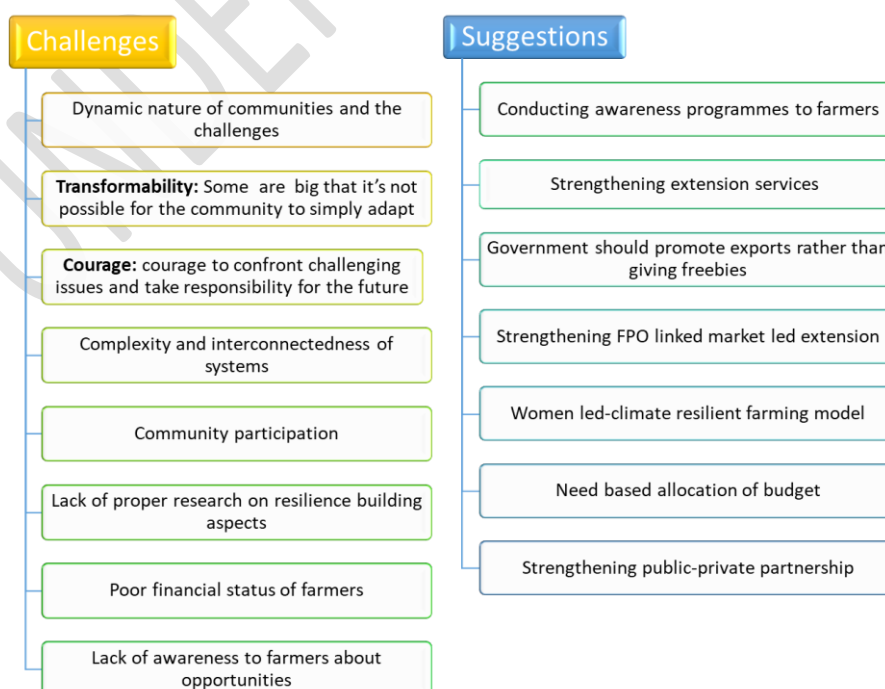 Challenges
Dynamic nature of communities and the
challenges
Transformability: Some are big that it's not
possible for the community to simply adapt
Courage: courage to confront challenging
issues and take responsibility for the future
Complexity and interconnectedness of
systems
Community participation
Lack of proper research on resilience building
aspects
Poor financial status of farmers
Lack of awareness to farmers about
opportunities
Suggestions
Conducting awareness programmes to farmers
Strengthening extension services
Government should promote exports rather than
giving freebies
Strengthening FPO linked market led extension
Women led-climate resilient farming model
Need based allocation of budget
Strengthening public-private partnership
UNDE